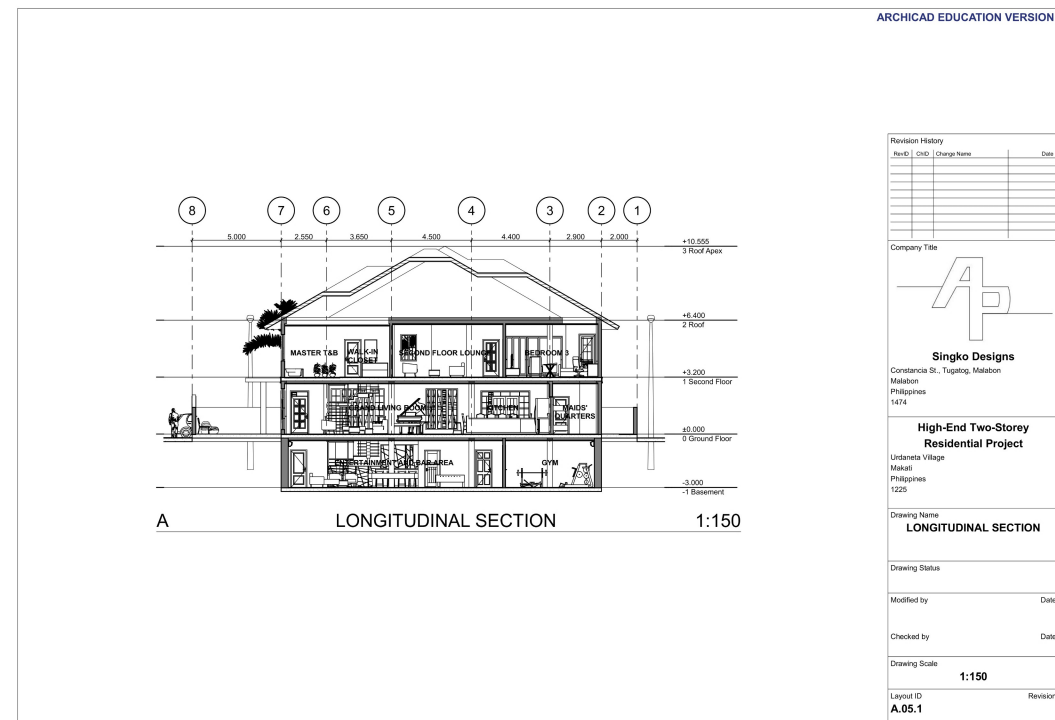 ARCHICAD EDUCATION VERSION
8 7 6 5 4 3 2 1
5.000 2.550 3.650 4.500 4.400 2.900 2.000
+10.555
3 Roof Apex
+6.400
2 Roof
MASTER T&B WALK-IN CLOSET SECOND FLOOR LOUNGE BEDROOM 3
+3.200
1 Second Floor
GRAND LIVING ROOM KITCHEN MAIDS' QUARTERS
±0.000
0 Ground Floor
ENTERTAINMENT AND BAR AREA GYM
-3.000
-1 Basement
A LONGITUDINAL SECTION 1:150
Revision History
RevID ChID Change Name Date
Company Title
AP
Singko Designs
Constancia St., Tugatog, Malabon
Malabon
Philippines
1474
High-End Two-Storey
Residential Project
Urdaneta Village
Makati
Philippines
1225
Drawing Name
LONGITUDINAL SECTION
Drawing Status
Modified by Date
Checked by Date
Drawing Scale
1:150
Layout ID Revision
A.05.1